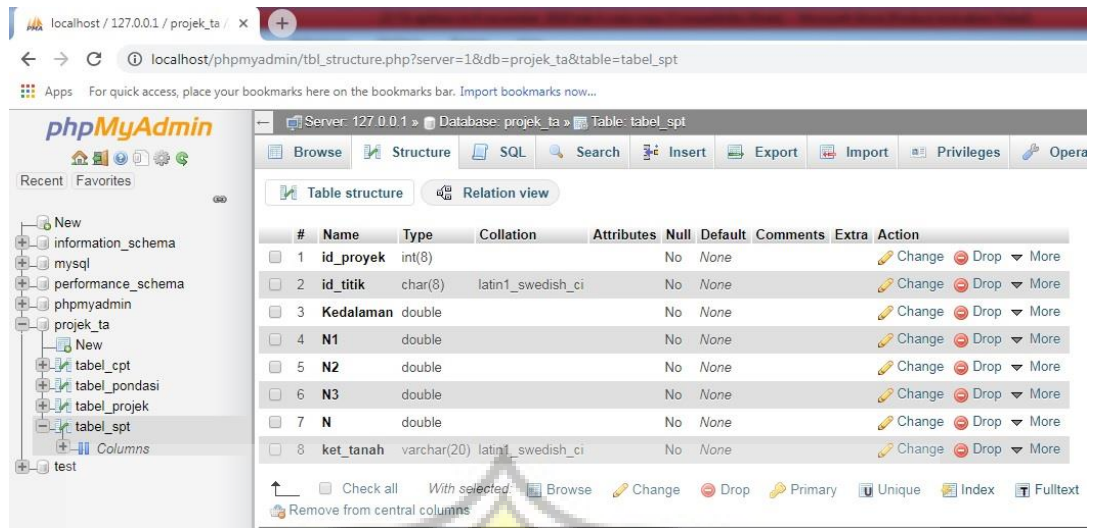 localhost / 127.0.0.1 / projek_ta /
localhost/phpmyadmin/tbl_structure.php?server=1&db=projek_ta&table=tabel_spt
Apps For quick access, place your bookmarks here on the bookmarks bar. Import bookmarks now...
phpMyAdmin
Recent Favorites
New
information_schema
mysql
performance_schema
phpmyadmin
projek_ta
New
tabel_cpt
tabel_pondasi
tabel_projek
tabel_spt
Columns
test
Server: 127.0.0.1 » Database: projek_ta » Table: tabel_spt
Browse Structure SQL Search Insert Export Import Privileges Opera
Table structure Relation view
# Name Type Collation Attributes Null Default Comments Extra Action
1 id_proyek int(8) No None Change Drop More
2 id_titik char(8) latin1_swedish_ci No None Change Drop More
3 Kedalaman double No None Change Drop More
4 N1 double No None Change Drop More
5 N2 double No None Change Drop More
6 N3 double No None Change Drop More
7 N double No None Change Drop More
8 ket_tanah varchar(20) latin1_swedish_ci No None Change Drop More
Check all With selected: Browse Change Drop Primary Unique Index Fulltext
Remove from central columns